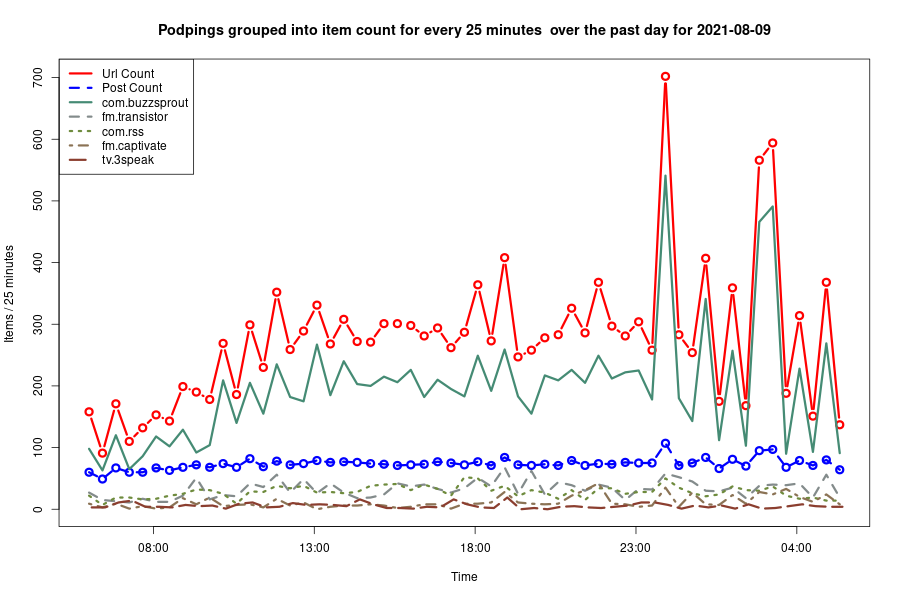 Podpings grouped into item count for every 25 minutes  over the past day for 2021-08-09
Url Count
Post Count
com.buzzsprout
fm.transistor
com.rss
fm.captivate
tv.3speak
Items / 25 minutes
700
600
500
400
300
200
100
0
08:00
13:00
18:00
23:00
04:00
Time